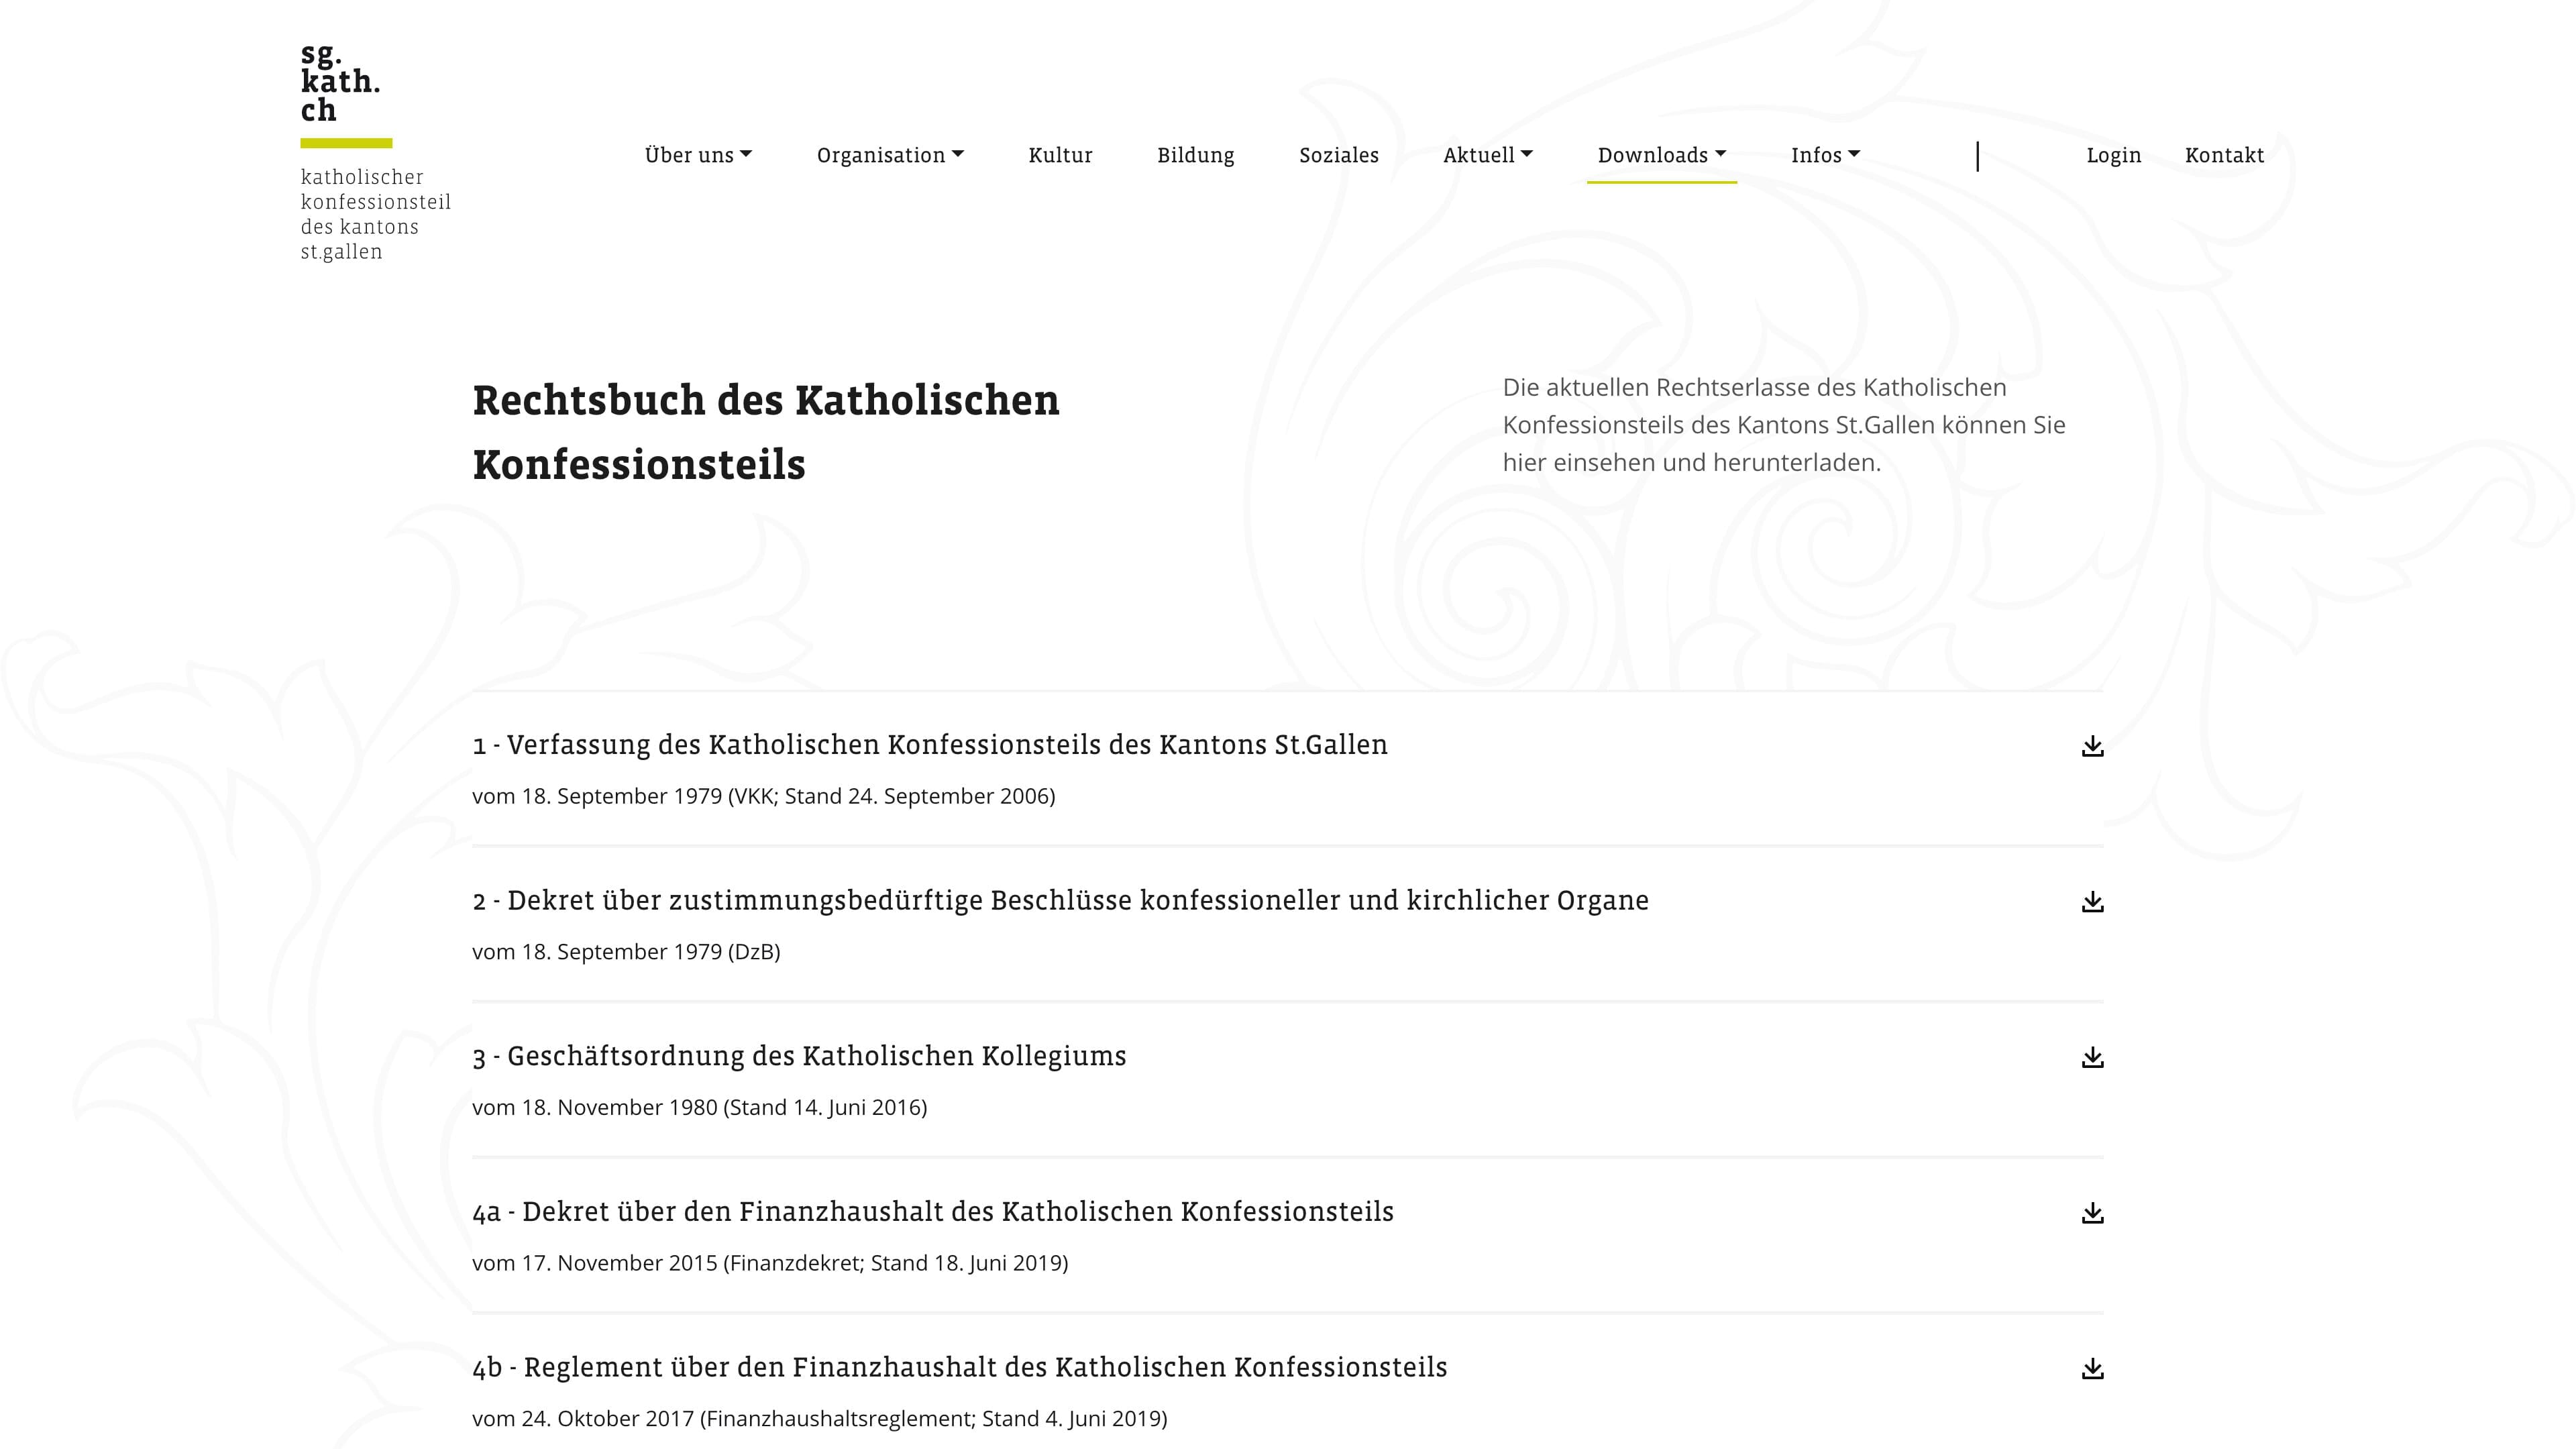 sg.
kath.
ch
katholischer
konfessionsteil
des kantons
st.gallen
Über uns
Organisation
Kultur
Bildung
Soziales
Aktuell
Downloads
Infos
Login
Kontakt
Rechtsbuch des Katholischen
Konfessionsteils
Die aktuellen Rechtserlasse des Katholischen
Konfessionsteils des Kantons St.Gallen können Sie
hier einsehen und herunterladen.
1 - Verfassung des Katholischen Konfessionsteils des Kantons St.Gallen
vom 18. September 1979 (VKK; Stand 24. September 2006)
2 - Dekret über zustimmungsbedürftige Beschlüsse konfessioneller und kirchlicher Organe
vom 18. September 1979 (DzB)
3 - Geschäftsordnung des Katholischen Kollegiums
vom 18. November 1980 (Stand 14. Juni 2016)
4a - Dekret über den Finanzhaushalt des Katholischen Konfessionsteils
vom 17. November 2015 (Finanzdekret; Stand 18. Juni 2019)
4b - Reglement über den Finanzhaushalt des Katholischen Konfessionsteils
vom 24. Oktober 2017 (Finanzhaushaltsreglement; Stand 4. Juni 2019)